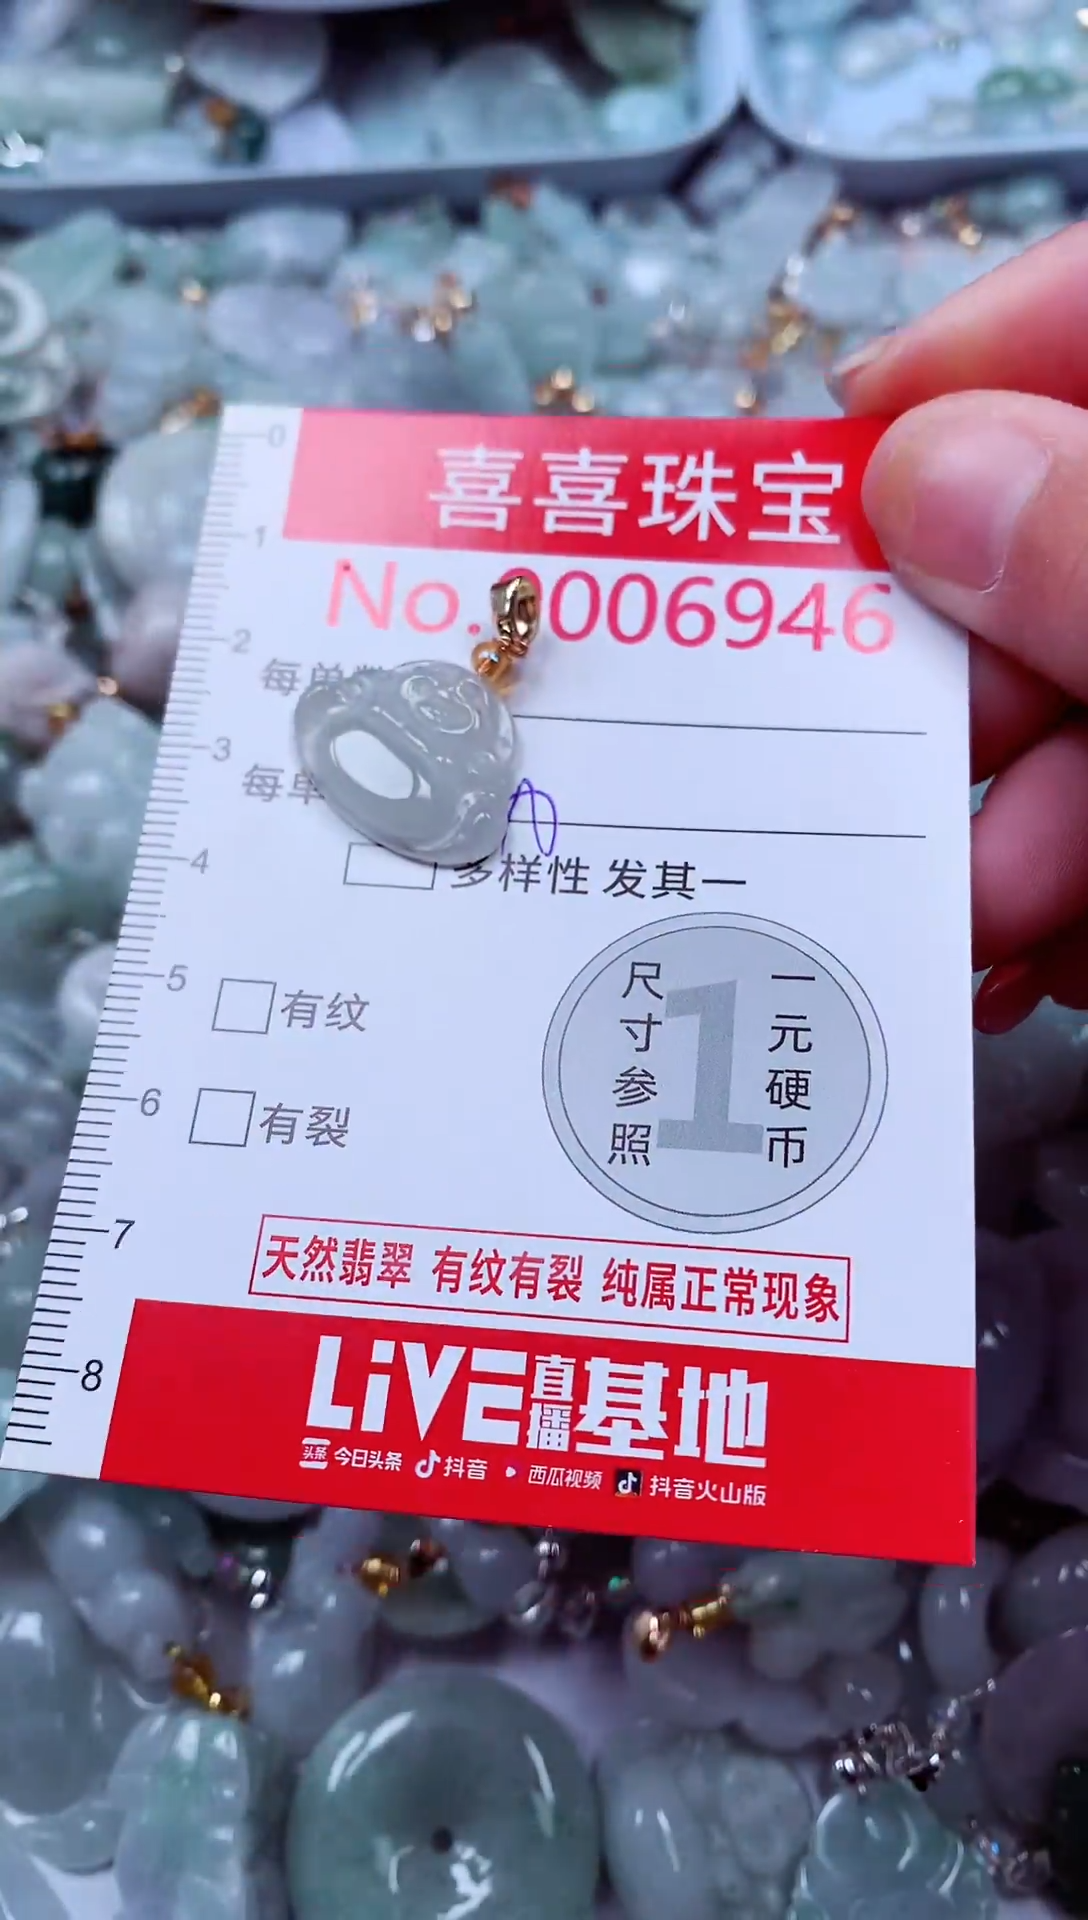 喜喜珠宝
No.0006946
每单
每单
多样性 发其一
有纹
有裂
尺寸参照
一元硬币
1
天然翡翠 有纹有裂 纯属正常现象
LiVE直播基地
头条 今日头条 抖音 西瓜视频 抖音火山版
0
1
2
3
4
5
6
7
8